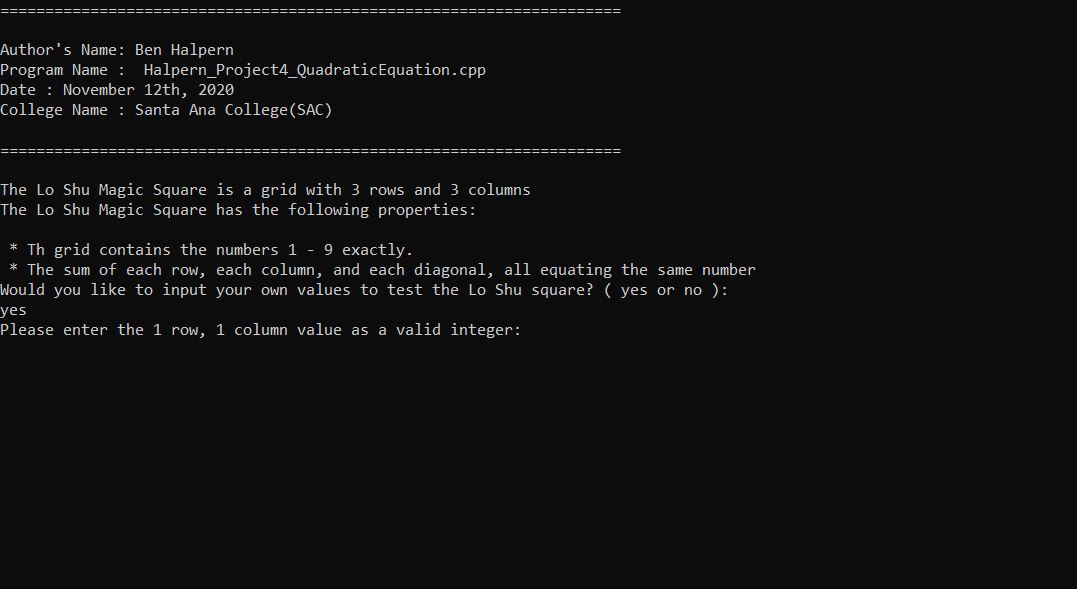 =====================================================================
Author's Name: Ben Halpern
Program Name :  Halpern_Project4_QuadraticEquation.cpp
Date : November 12th, 2020
College Name : Santa Ana College(SAC)
=====================================================================
The Lo Shu Magic Square is a grid with 3 rows and 3 columns
The Lo Shu Magic Square has the following properties:
 * Th grid contains the numbers 1 - 9 exactly.
 * The sum of each row, each column, and each diagonal, all equating the same number
Would you like to input your own values to test the Lo Shu square? ( yes or no ):
yes
Please enter the 1 row, 1 column value as a valid integer: